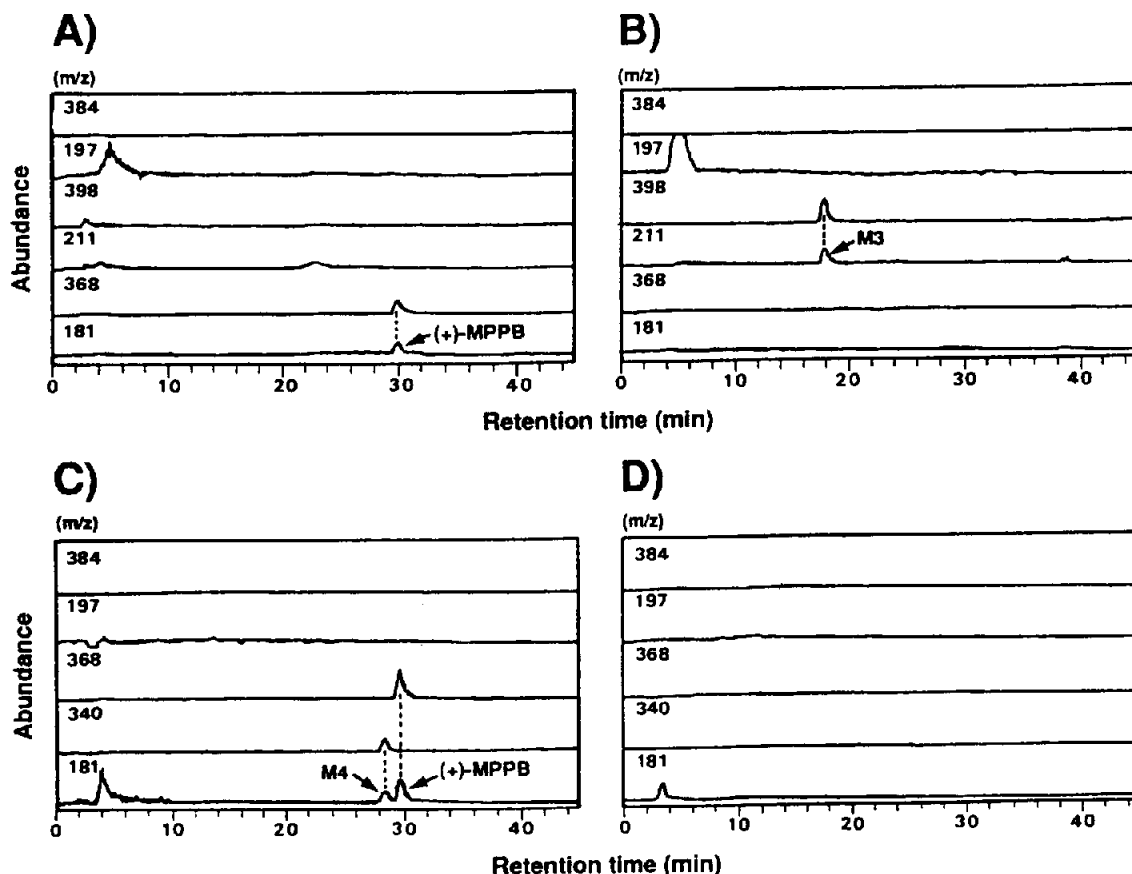 A)
(m/z)
384
197
398
211
368
181
(+)-MPPB
0 10 20 30 40
B)
(m/z)
384
197
398
211
M3
368
181
0 10 20 30 40
Abundance
Retention time (min)
C)
(m/z)
384
197
368
340
181
M4
(+)-MPPB
0 10 20 30 40
D)
(m/z)
384
197
368
340
181
0 10 20 30 40
Abundance
Retention time (min)